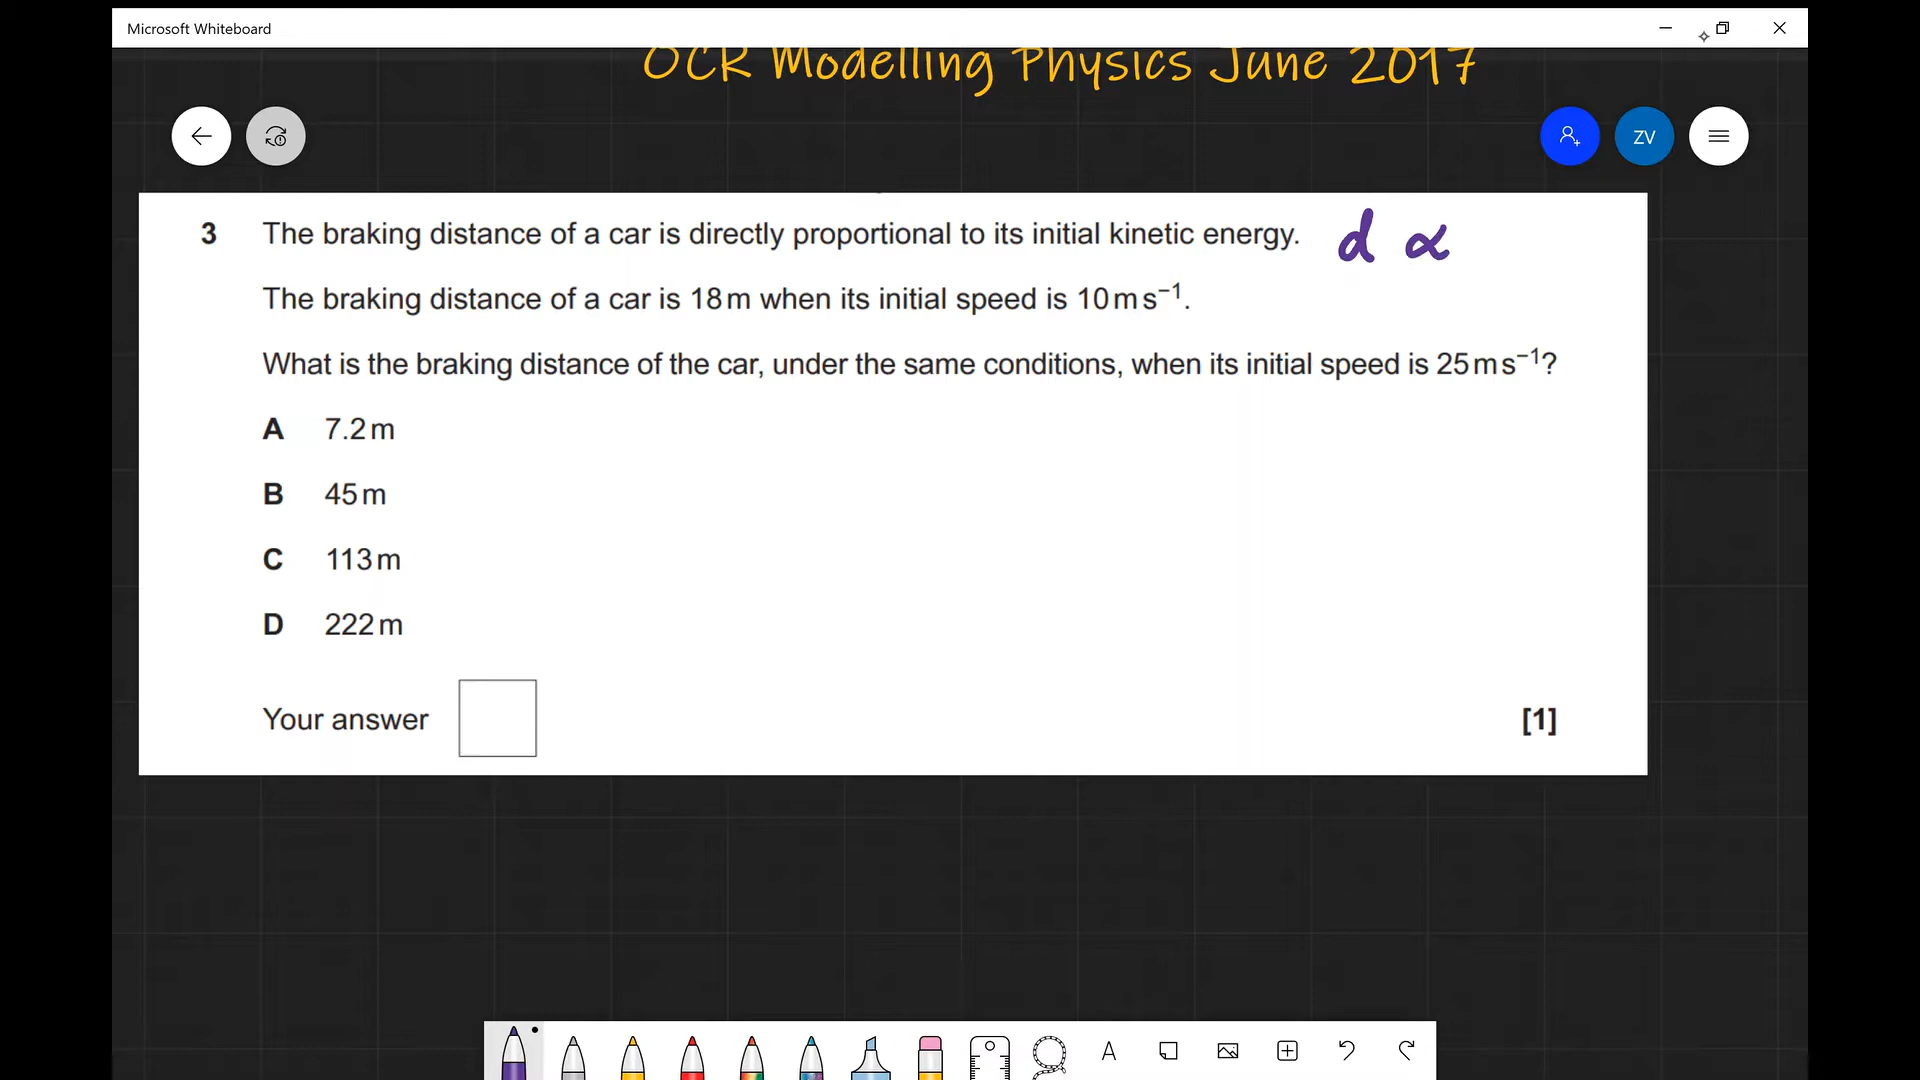 Microsoft Whiteboard
OCR Modelling Physics June 2017
ZV
3 The braking distance of a car is directly proportional to its initial kinetic energy. d ∝
The braking distance of a car is 18 m when its initial speed is 10 m s⁻¹.
What is the braking distance of the car, under the same conditions, when its initial speed is 25 m s⁻¹?
A 7.2 m
B 45 m
C 113 m
D 222 m
Your answer [1]
A